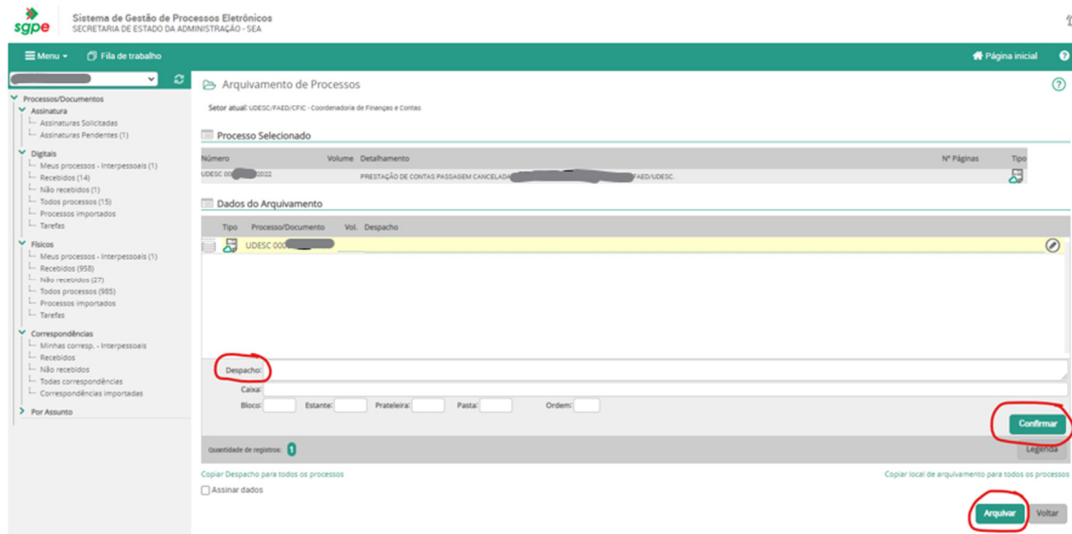 sgpe
Sistema de Gestão de Processos Eletrônicos
SECRETARIA DE ESTADO DA ADMINISTRAÇÃO - SEA
Menu
Fila de trabalho
Página inicial
Processos/Documentos
Assinatura
Assinaturas Solicitadas
Assinaturas Pendentes (1)
Digitais
Meus processos - Interpessoais (1)
Recebidos (14)
Não recebidos (1)
Todos processos (15)
Processos importados
Tarefas
Físicos
Meus processos - Interpessoais (1)
Recebidos (958)
Não recebidos (27)
Todos processos (985)
Processos importados
Tarefas
Correspondências
Minhas corresp. - Interpessoais
Recebidos
Não recebidos
Todas correspondências
Correspondências importadas
Por Assunto
Arquivamento de Processos
Setor atual: UDESC/FAED/CFIC - Coordenadoria de Finanças e Contas
Processo Selecionado
Número Volume Detalhamento Nº Páginas Tipo
UDESC 00 2022 PRESTAÇÃO DE CONTAS PASSAGEM CANCELADA FAED/UDESC.
Dados do Arquivamento
Tipo Processo/Documento Vol. Despacho
UDESC 000
Despacho:
Caixa:
Bloco: Estante: Prateleira: Pasta: Ordem:
Confirmar
Quantidade de registros: 1 Legenda
Copiar Despacho para todos os processos Copiar local de arquivamento para todos os processos
Assinar dados
Arquivar Voltar